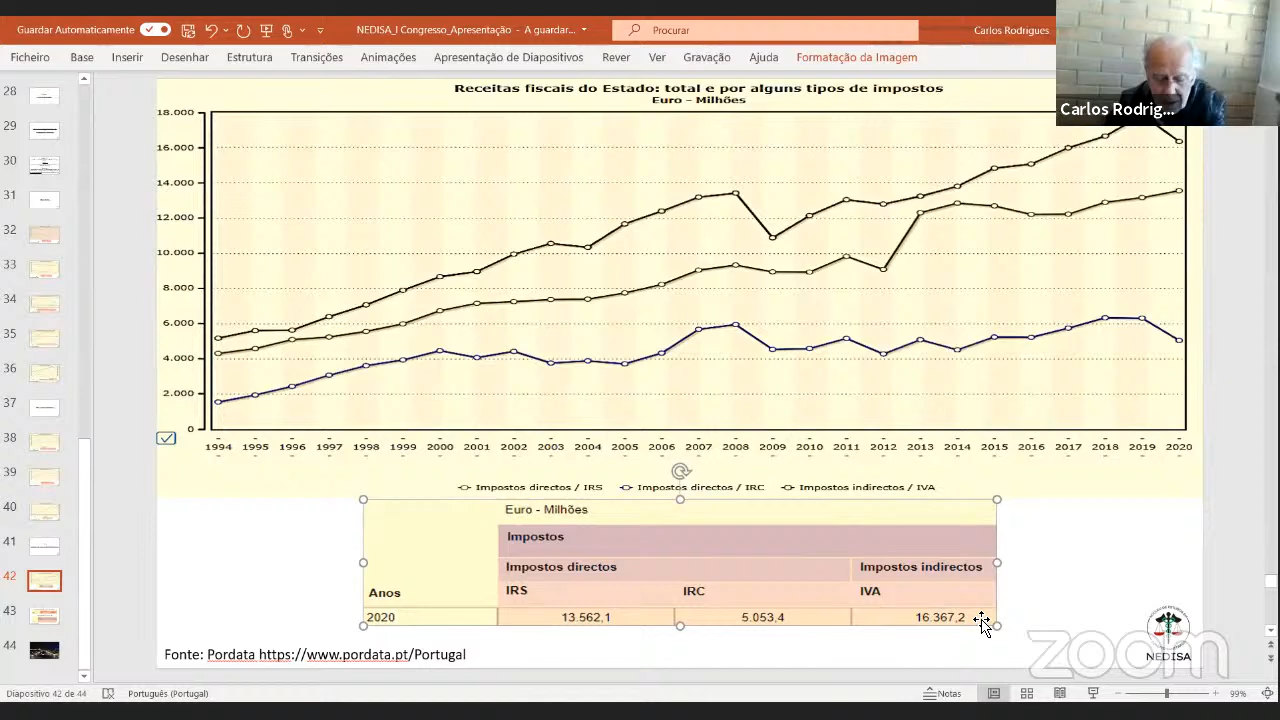 Guardar Automaticamente
NEDISA_I Congresso_Apresentação - A guardar...
Procurar
Carlos Rodrigues
Ficheiro Base Inserir Desenhar Estrutura Transições Animações Apresentação de Diapositivos Rever Ver Gravação Ajuda Formatação da Imagem
Carlos Rodrig...
28
29
30
31
32
33
34
35
36
37
38
39
40
41
42
43
44
Receitas fiscais do Estado: total e por alguns tipos de impostos
Euro - Milhões
18.000
16.000
14.000
12.000
10.000
8.000
6.000
4.000
2.000
0
1994 1995 1996 1997 1998 1999 2000 2001 2002 2003 2004 2005 2006 2007 2008 2009 2010 2011 2012 2013 2014 2015 2016 2017 2018 2019 2020
Impostos directos / IRS Impostos directos / IRC Impostos indirectos / IVA
Euro - Milhões
Impostos
Impostos directos Impostos indirectos
Anos IRS IRC IVA
2020 13.562,1 5.053,4 16.367,2
Fonte: Pordata https://www.pordata.pt/Portugal
NEDISA
zoom
Diapositivo 42 de 44 Português (Portugal) Notas 99%